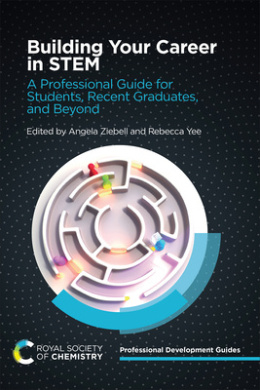 Building Your Career
in STEM
A Professional Guide for
Students, Recent Graduates,
and Beyond
Edited by Angela Ziebell and Rebecca Yee
ROYAL SOCIETY
OF CHEMISTRY
Professional Development Guides